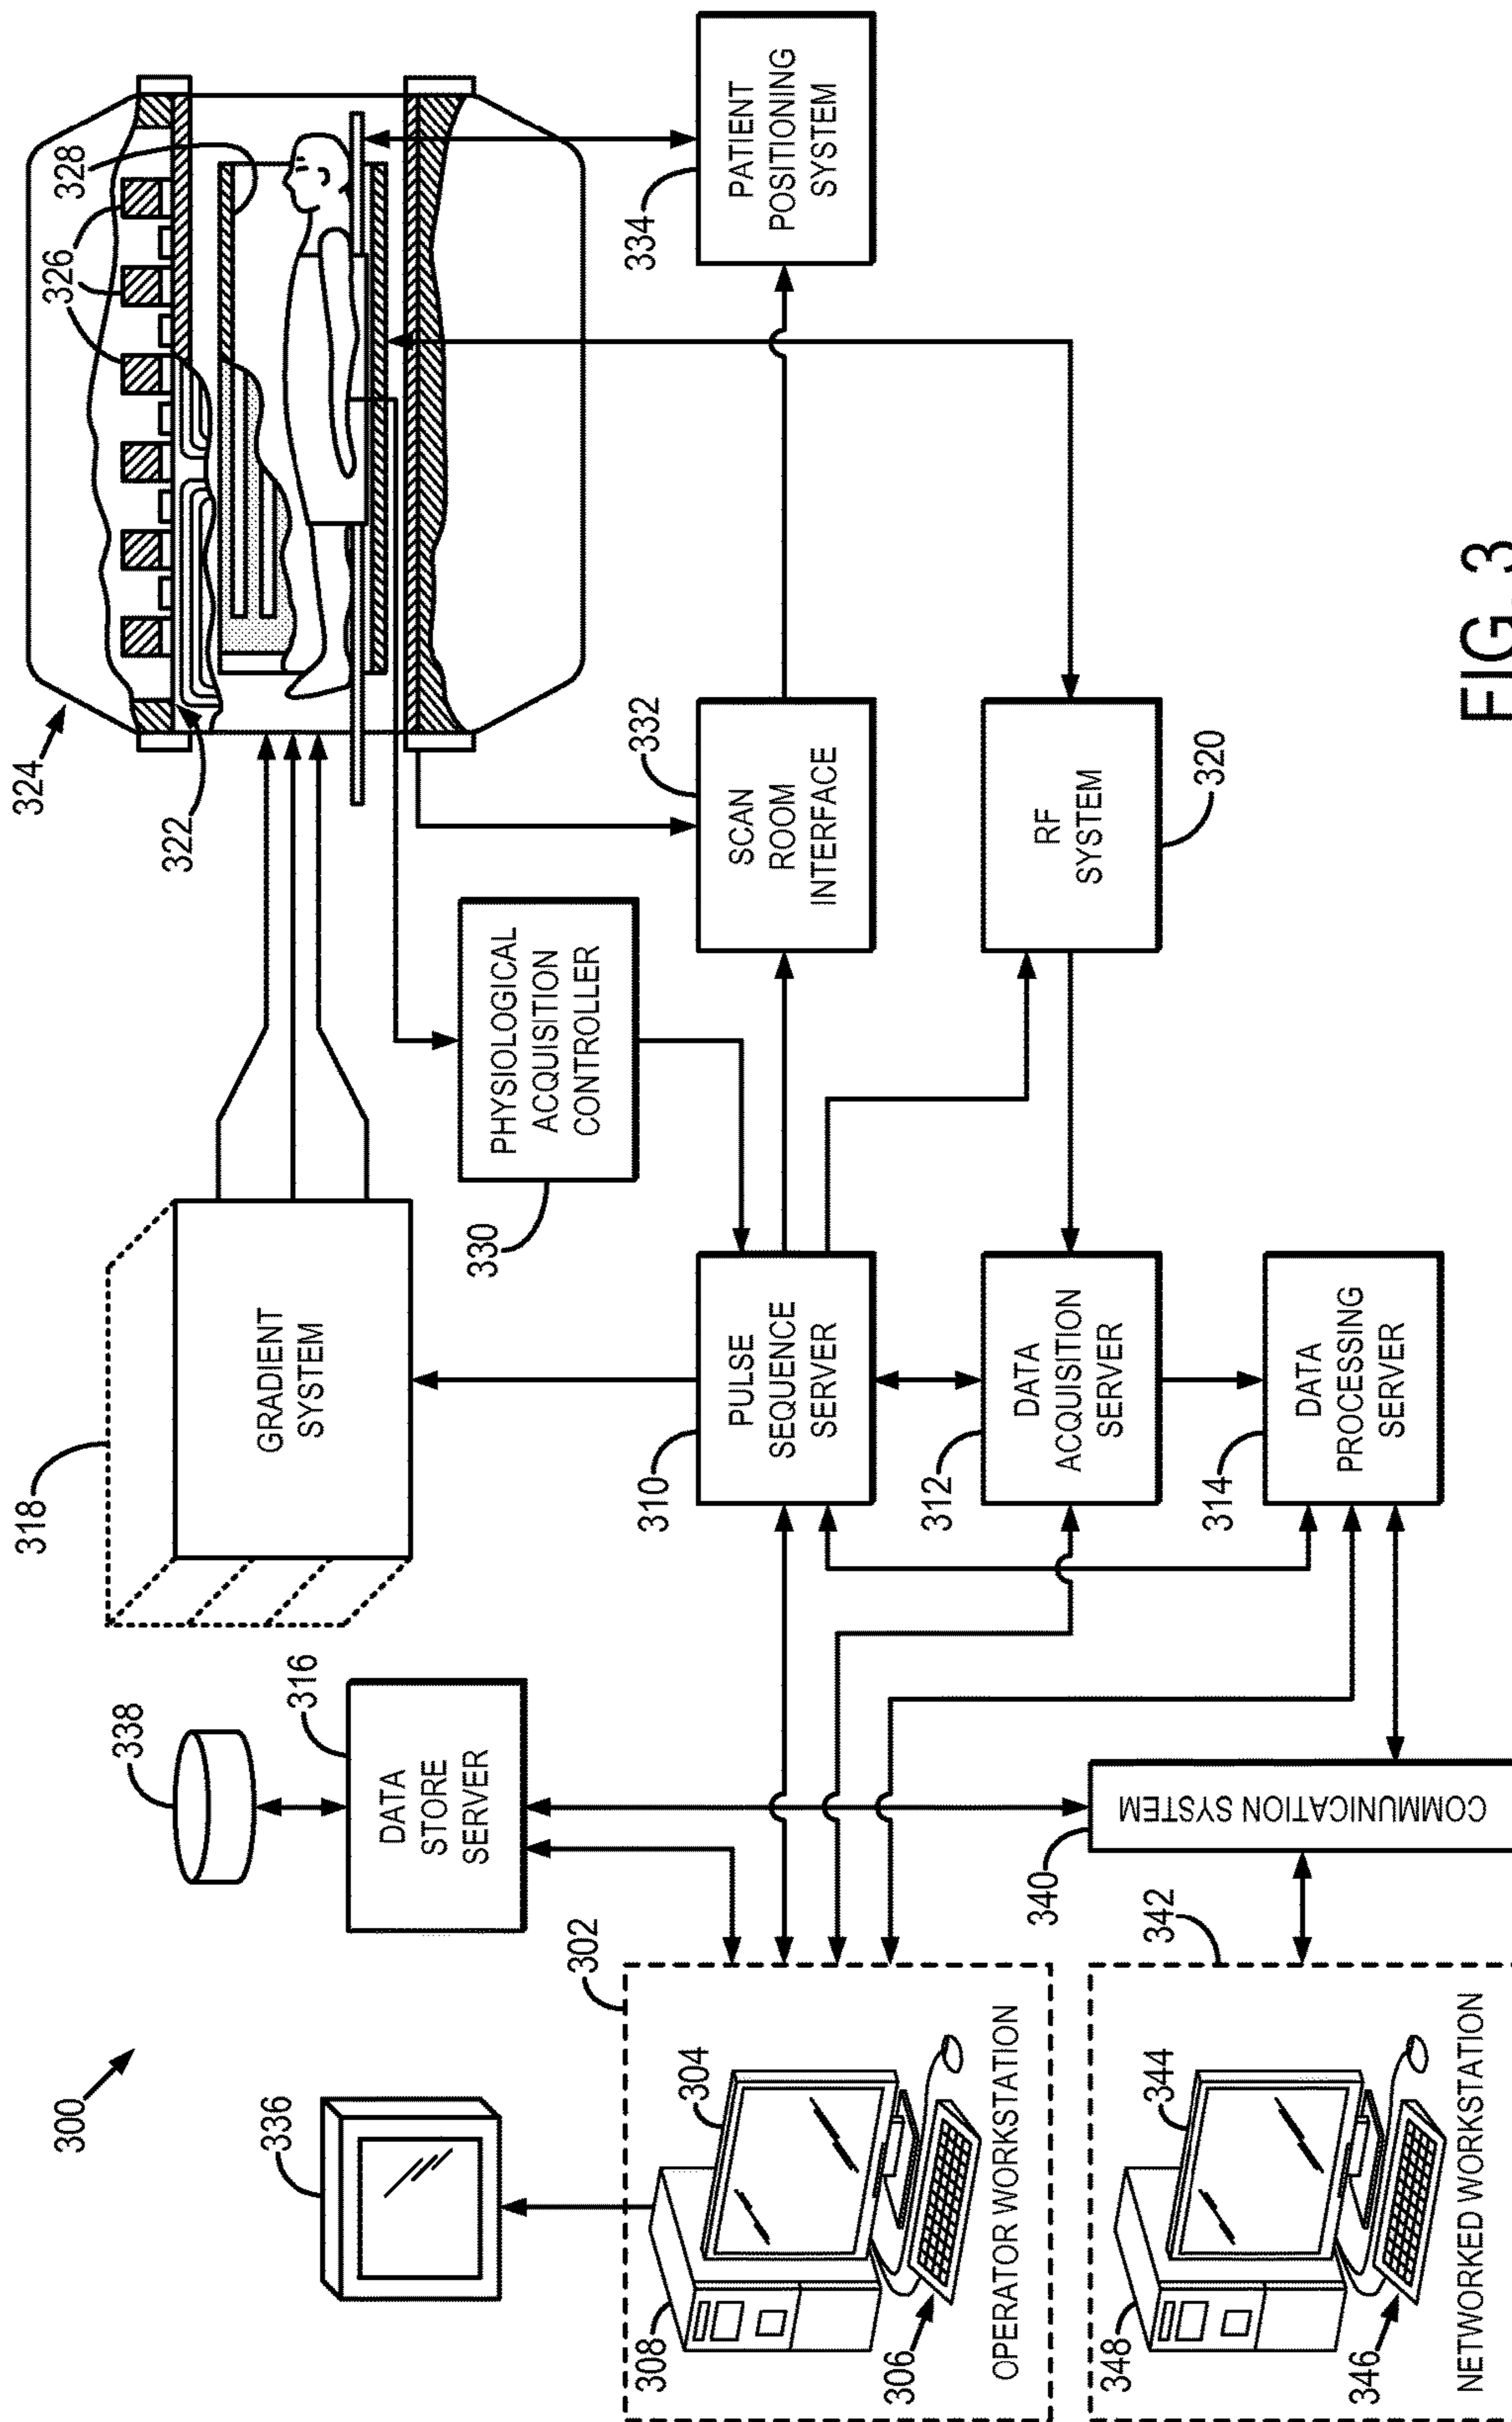 300
336
338
316
DATA
STORE
SERVER
318
GRADIENT
SYSTEM
324
322
326
328
330
PHYSIOLOGICAL
ACQUISITION
CONTROLLER
302
304
308
306
OPERATOR WORKSTATION
310
PULSE
SEQUENCE
SERVER
332
SCAN
ROOM
INTERFACE
334
PATIENT
POSITIONING
SYSTEM
312
DATA
ACQUISITION
SERVER
RF
SYSTEM
320
340
COMMUNICATION SYSTEM
314
DATA
PROCESSING
SERVER
342
344
348
346
NETWORKED WORKSTATION
FIG. 3